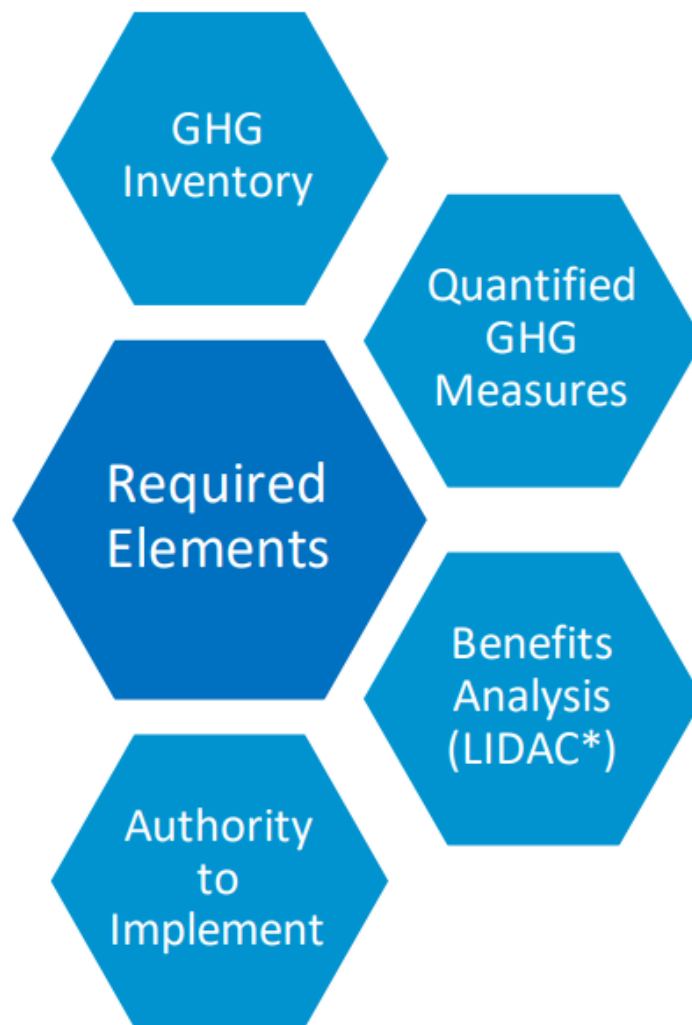 GHG
Inventory
Quantified
GHG
Measures
Required
Elements
Benefits
Analysis
(LIDAC*)
Authority
to
Implement